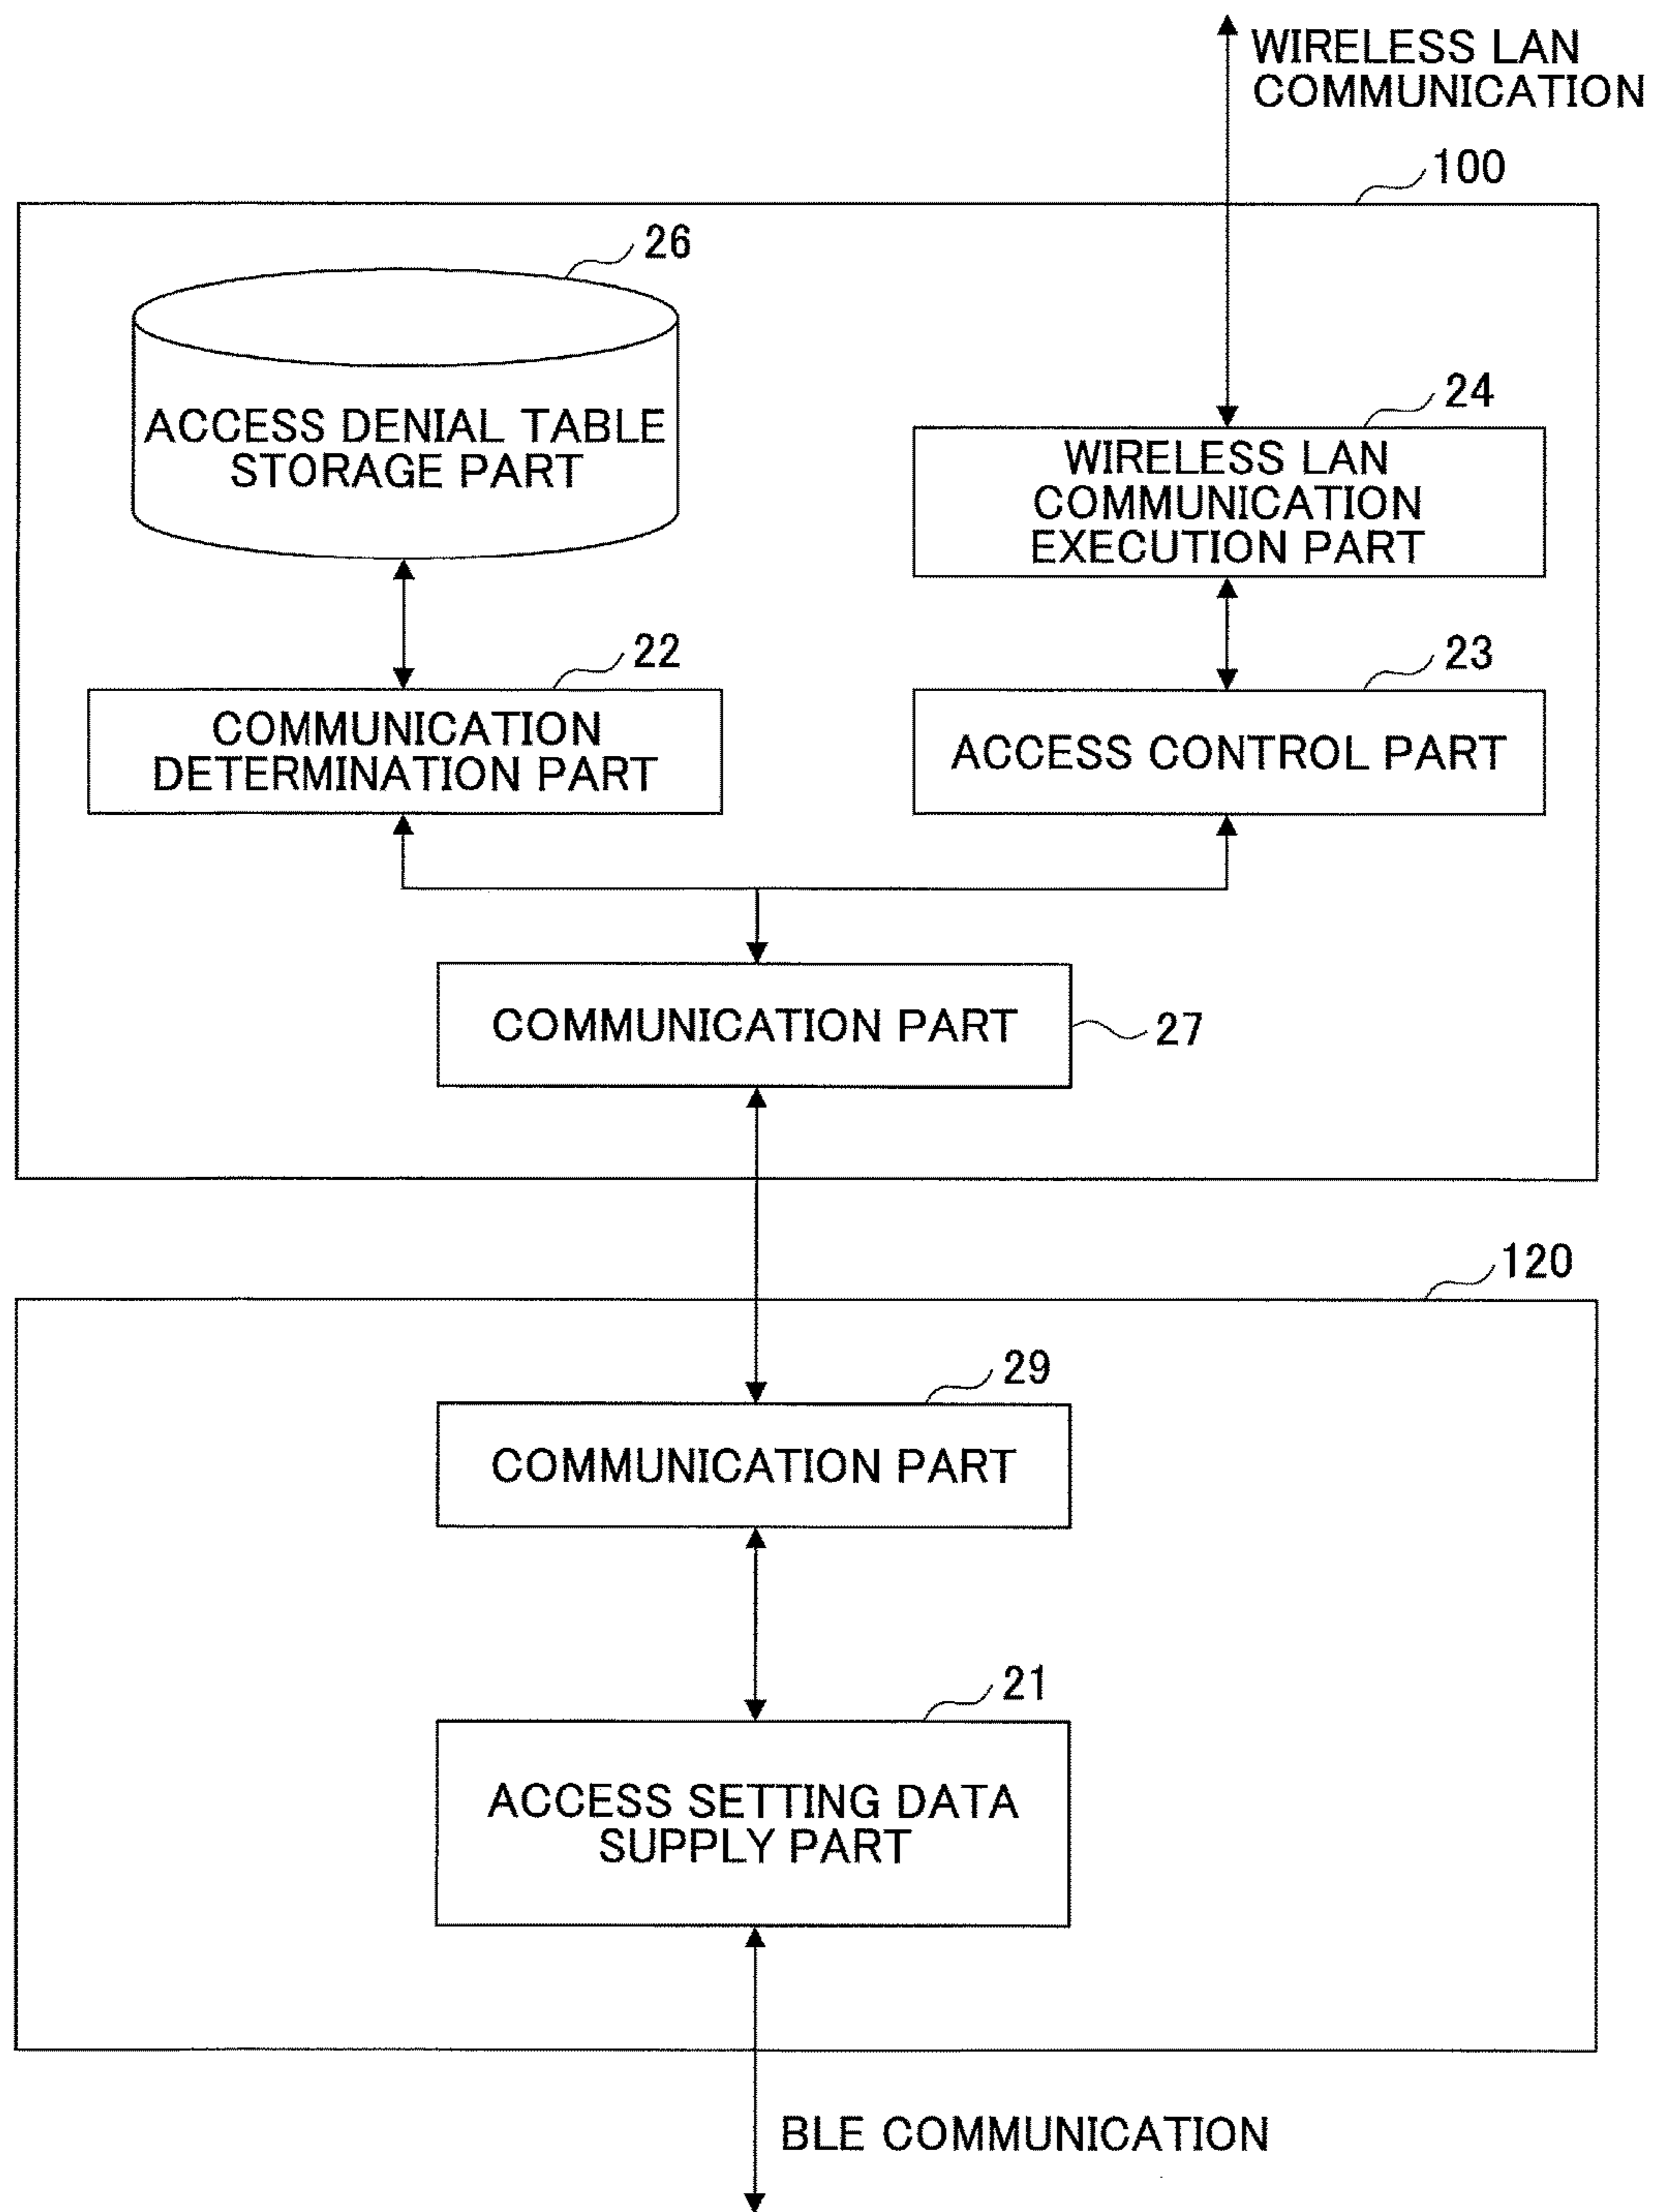 WIRELESS LAN
COMMUNICATION
100
26
ACCESS DENIAL TABLE
STORAGE PART
24
WIRELESS LAN
COMMUNICATION
EXECUTION PART
22
COMMUNICATION
DETERMINATION PART
23
ACCESS CONTROL PART
COMMUNICATION PART
27
120
29
COMMUNICATION PART
21
ACCESS SETTING DATA
SUPPLY PART
BLE COMMUNICATION